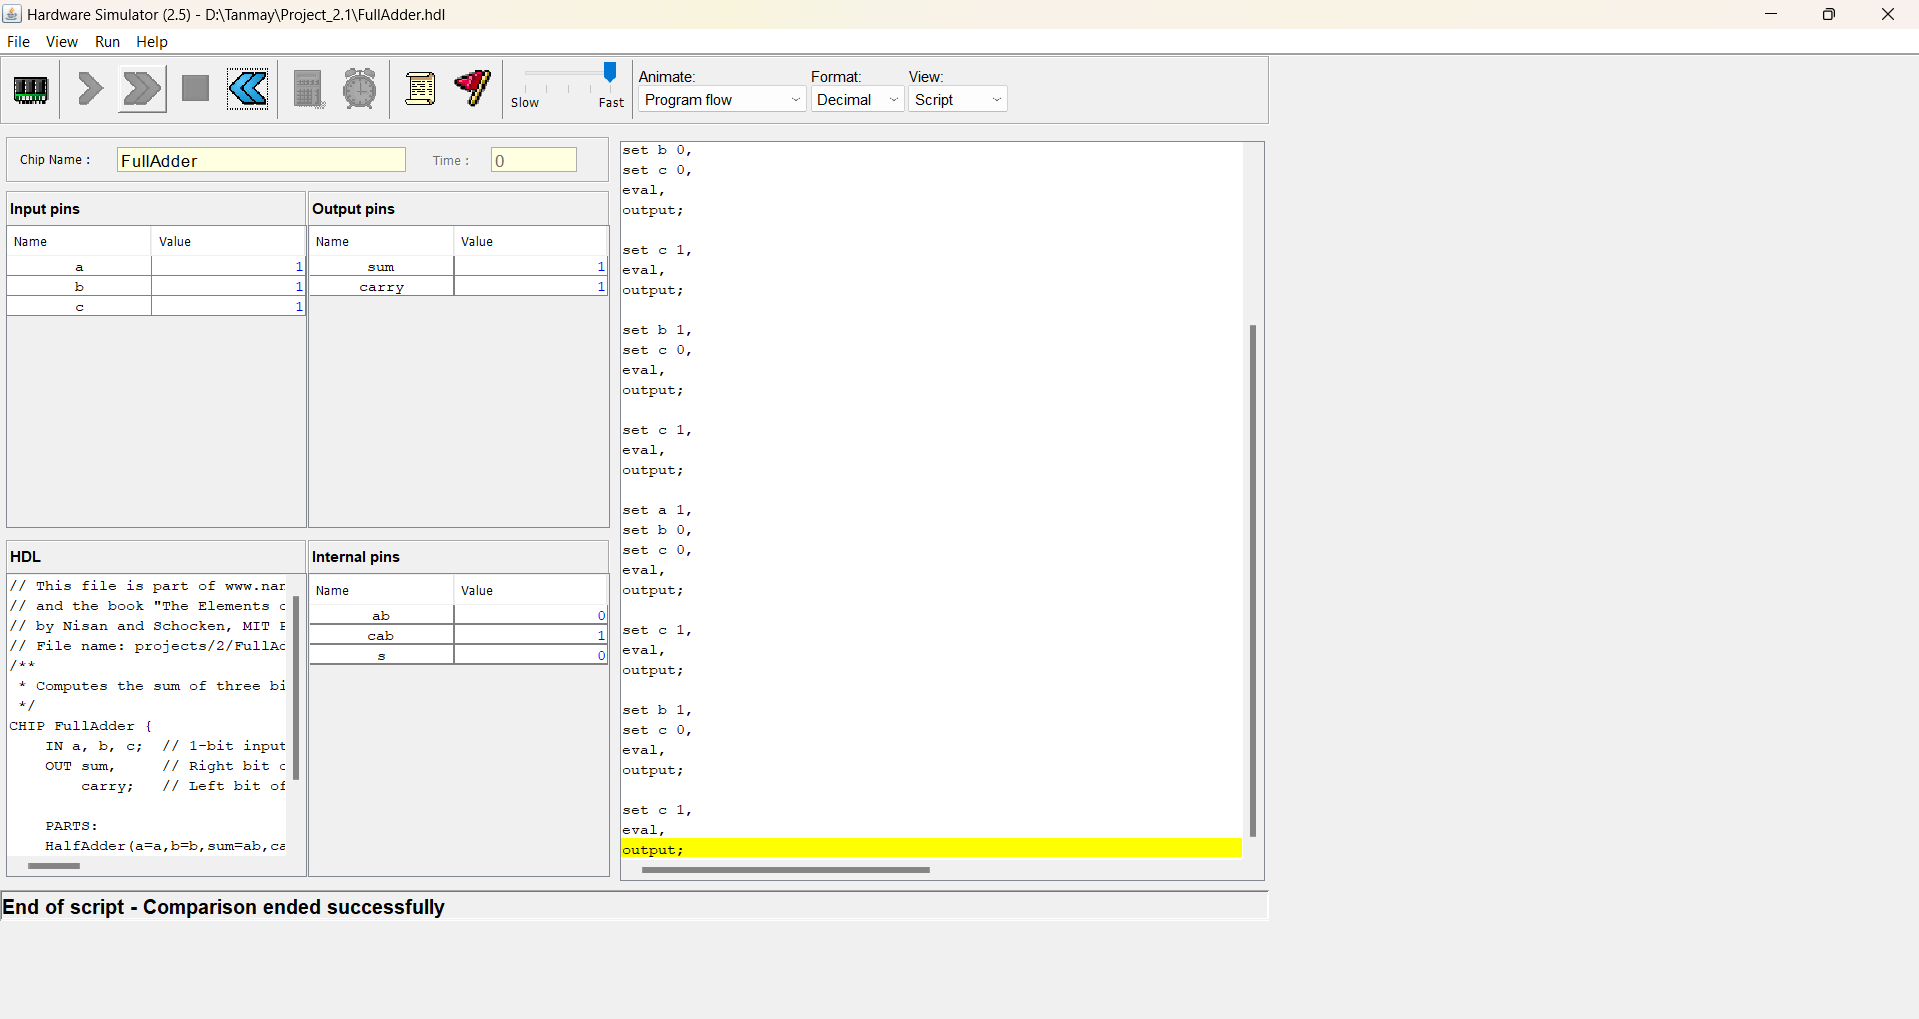 Hardware Simulator (2.5) - D:\Tanmay\Project_2.1\FullAdder.hdl
File View Run Help
Slow Fast
Animate: Format: View:
Program flow Decimal Script
Chip Name : FullAdder Time : 0
Input pins
Name Value
a 1
b 1
c 1
Output pins
Name Value
sum 1
carry 1
HDL
// This file is part of www.nan
// and the book "The Elements o
// by Nisan and Schocken, MIT P
// File name: projects/2/FullAd
/**
* Computes the sum of three bi
*/
CHIP FullAdder {
IN a, b, c; // 1-bit input
OUT sum, // Right bit o
carry; // Left bit of
PARTS:
HalfAdder(a=a,b=b,sum=ab,ca
Internal pins
Name Value
ab 0
cab 1
s 0
set b 0,
set c 0,
eval,
output;
set c 1,
eval,
output;
set b 1,
set c 0,
eval,
output;
set c 1,
eval,
output;
set a 1,
set b 0,
set c 0,
eval,
output;
set c 1,
eval,
output;
set b 1,
set c 0,
eval,
output;
set c 1,
eval,
output;
End of script - Comparison ended successfully